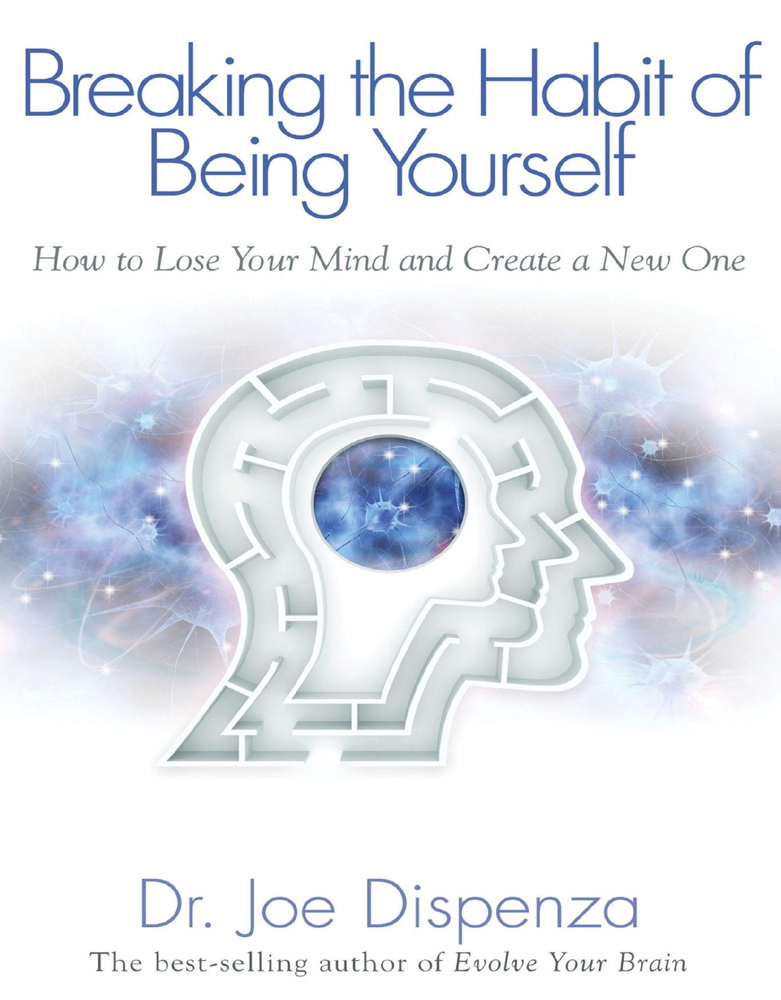 Breaking the Habit of
Being Yourself
How to Lose Your Mind and Create a New One
Dr. Joe Dispenza
The best-selling author of Evolve Your Brain